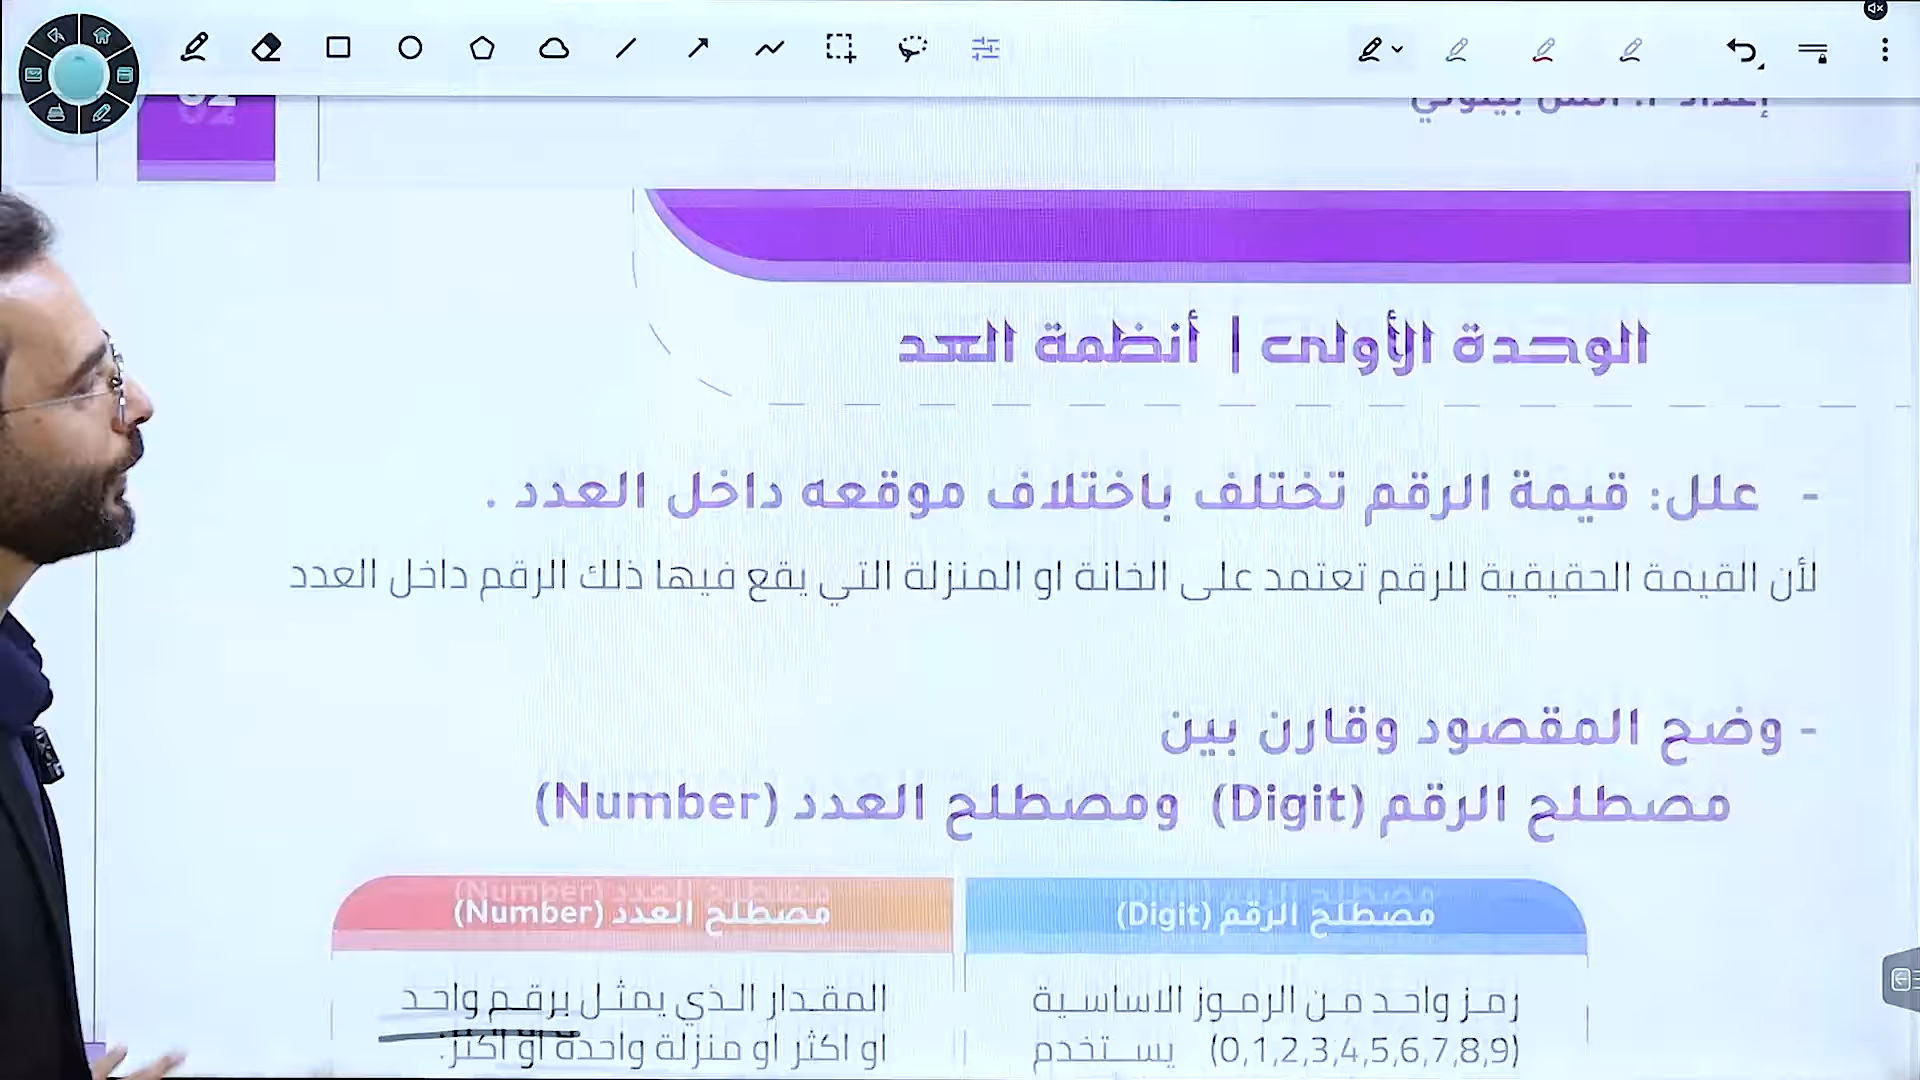 الوحدة الأولى | أنظمة العد
- علل: قيمة الرقم تختلف باختلاف موقعه داخل العدد .
لأن القيمة الحقيقية للرقم تعتمد على الخانة او المنزلة التي يقع فيها ذلك الرقم داخل العدد
- وضح المقصود وقارن بين
مصطلح الرقم (Digit) ومصطلح العدد (Number)
مصطلح الرقم (Digit)
رمز واحد من الرموز الاساسية
(0,1,2,3,4,5,6,7,8,9) يستخدم
مصطلح العدد (Number)
المقدار الذي يمثل برقم واحد
او اكثر او منزلة واحدة او اكثر.